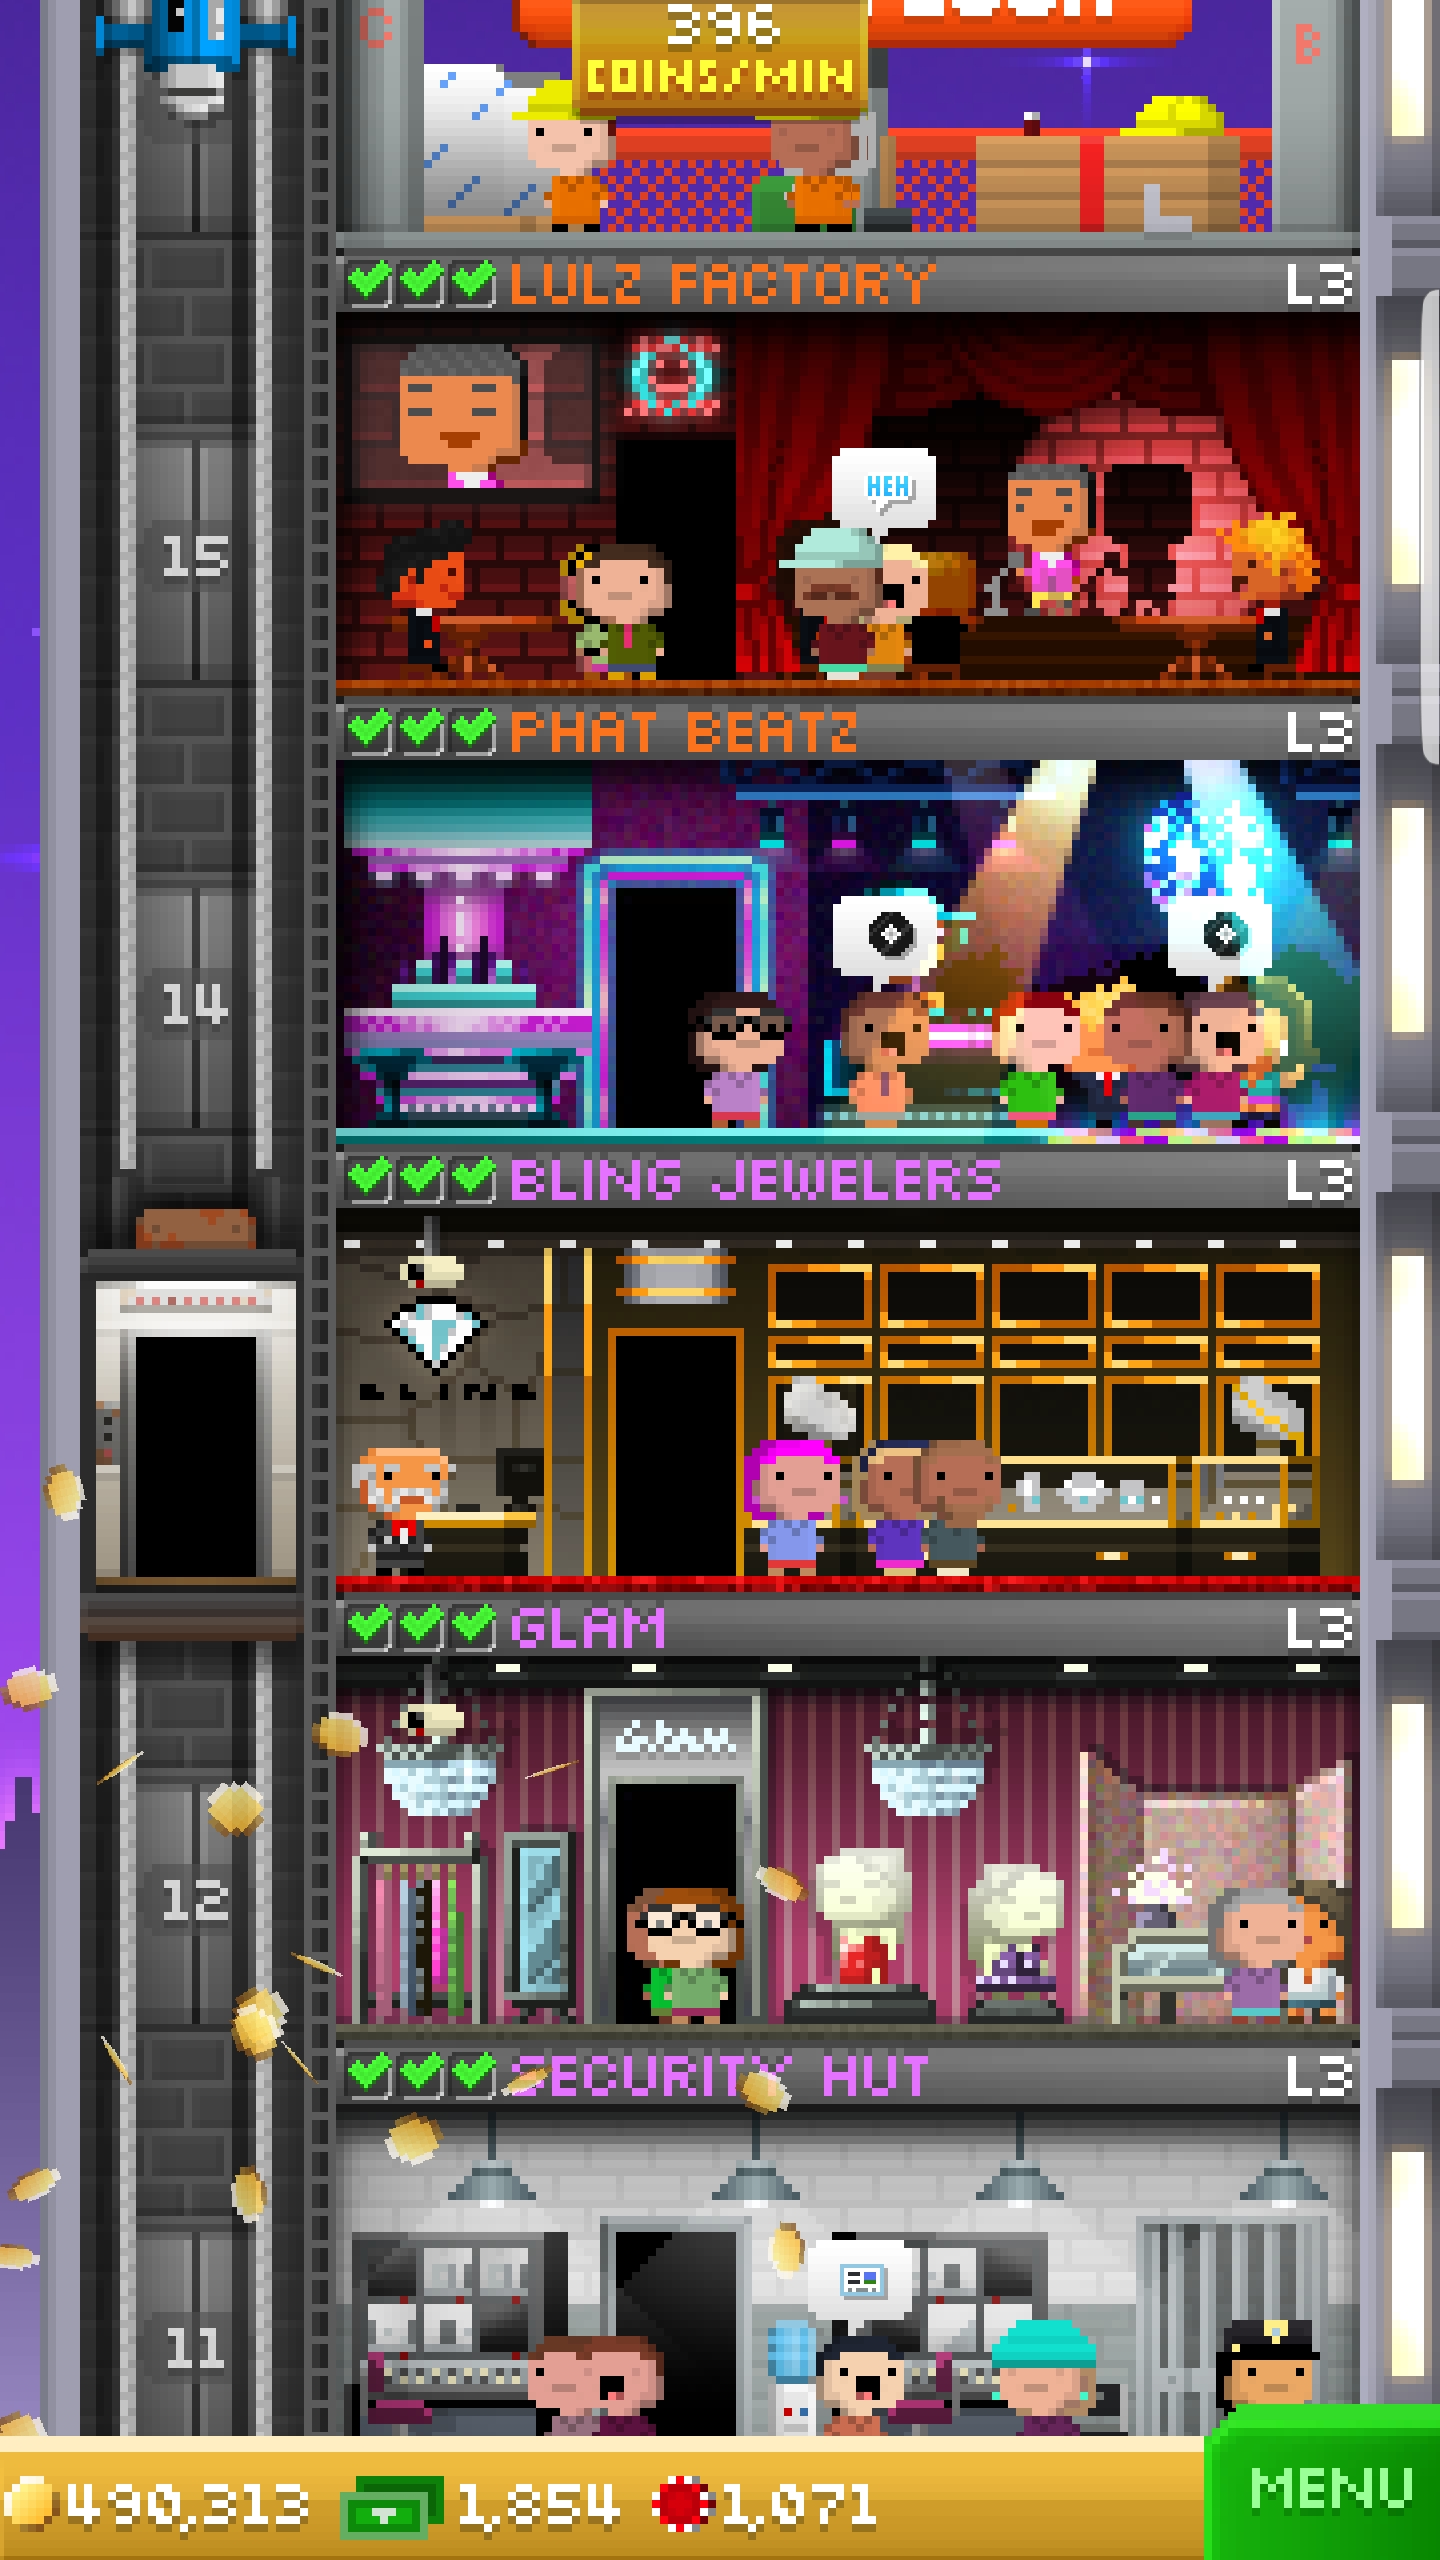 C
B
396
COINS/MIN
LULZ FACTORY
L3
HEH
15
PHAT BEATZ
L3
14
BLING JEWELERS
L3
BLING
GLAM
L3
Glam
12
SECURITY HUT
L3
11
490,313
1,854
1,071
MENU